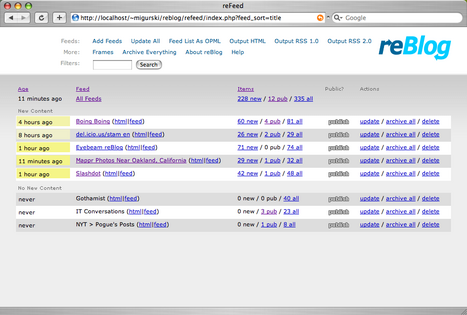 reFeed
http://localhost/~migurski/reblog/refeed/index.php?feed_sort=title
Google
Feeds: Add Feeds Update All Feed List As OPML Output HTML Output RSS 1.0 Output RSS 2.0
More: Frames Archive Everything About reBlog Help
Filters: Search
reBlog
Age Feed Items Public? Actions
11 minutes ago All Feeds 228 new / 12 pub / 335 all
New Content
4 hours ago Boing Boing (html|feed) 60 new / 4 pub / 81 all publish update / archive all / delete
8 hours ago del.icio.us/stam en (html|feed) 26 new / 2 pub / 29 all publish update / archive all / delete
1 hour ago Eyebeam reBlog (html|feed) 71 new / 0 pub / 74 all publish update / archive all / delete
11 minutes ago Mappr Photos Near Oakland, California (html|feed) 29 new / 1 pub / 32 all publish update / archive all / delete
1 hour ago Slashdot (html|feed) 42 new / 1 pub / 48 all publish update / archive all / delete
No New Content
never Gothamist (html|feed) 0 new / 0 pub / 40 all publish update / archive all / delete
never IT Conversations (html|feed) 0 new / 3 pub / 23 all publish update / archive all / delete
never NYT > Pogue's Posts (html|feed) 0 new / 1 pub / 8 all publish update / archive all / delete